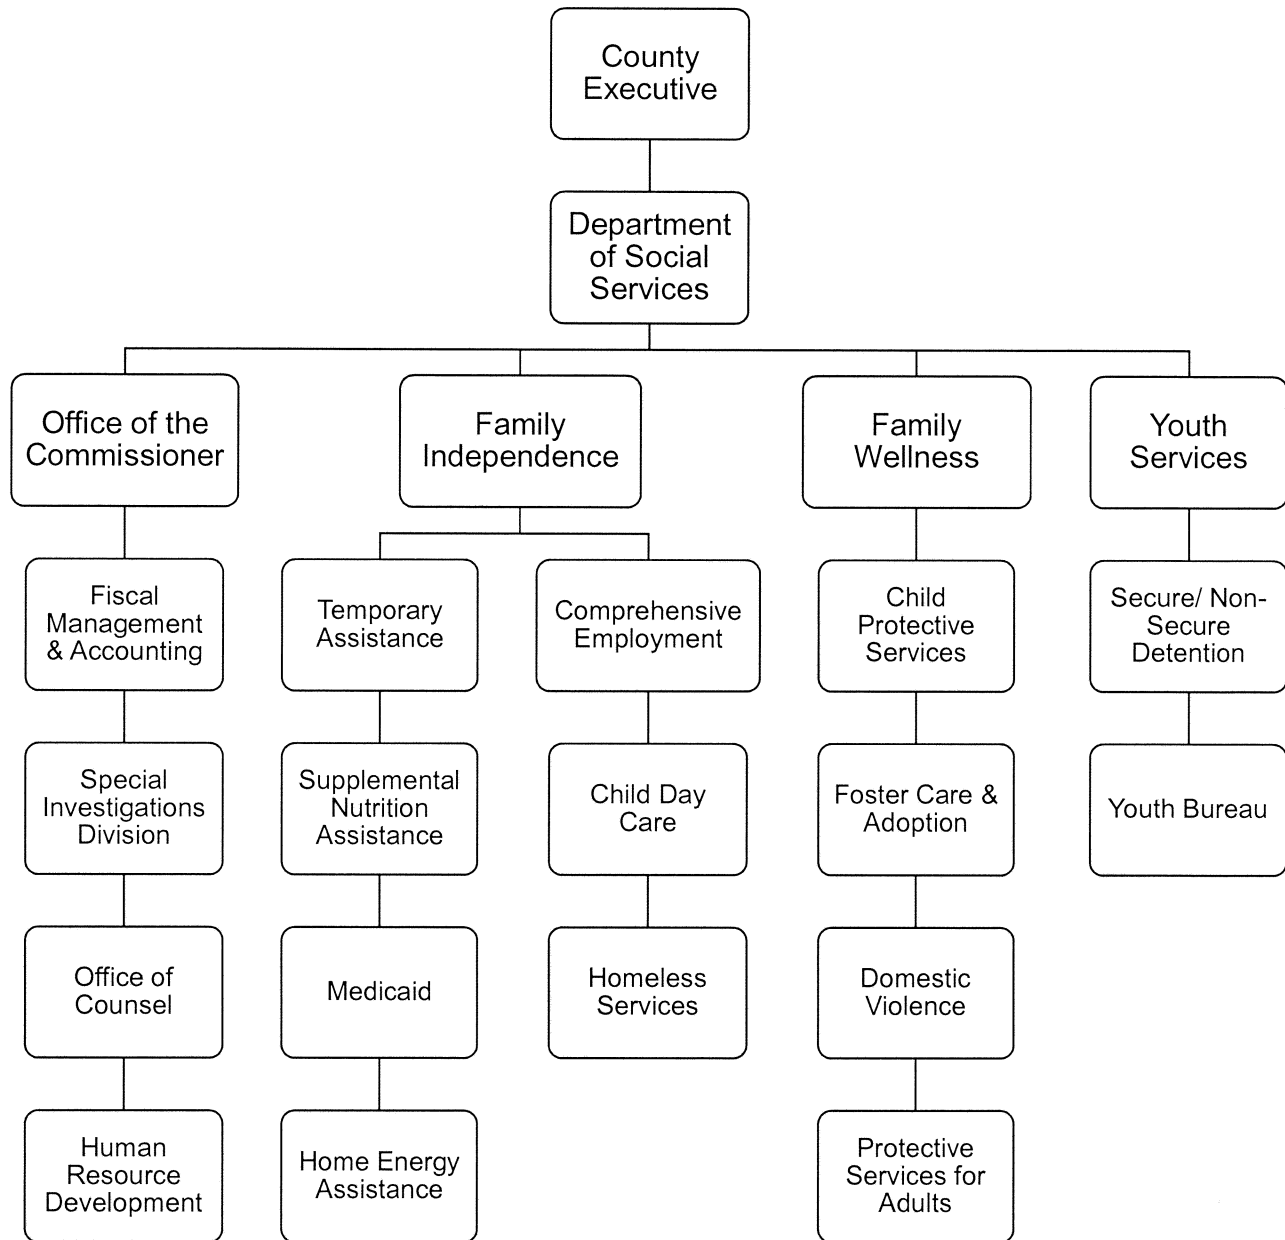 County
Executive
Department
of Social
Services
Office of the
Commissioner
Family
Independence
Family
Wellness
Youth
Services
Fiscal
Management
& Accounting
Temporary
Assistance
Comprehensive
Employment
Child
Protective
Services
Secure/ Non-
Secure
Detention
Special
Investigations
Division
Supplemental
Nutrition
Assistance
Child Day
Care
Foster Care &
Adoption
Youth Bureau
Office of
Counsel
Medicaid
Homeless
Services
Domestic
Violence
Human
Resource
Development
Home Energy
Assistance
Protective
Services for
Adults